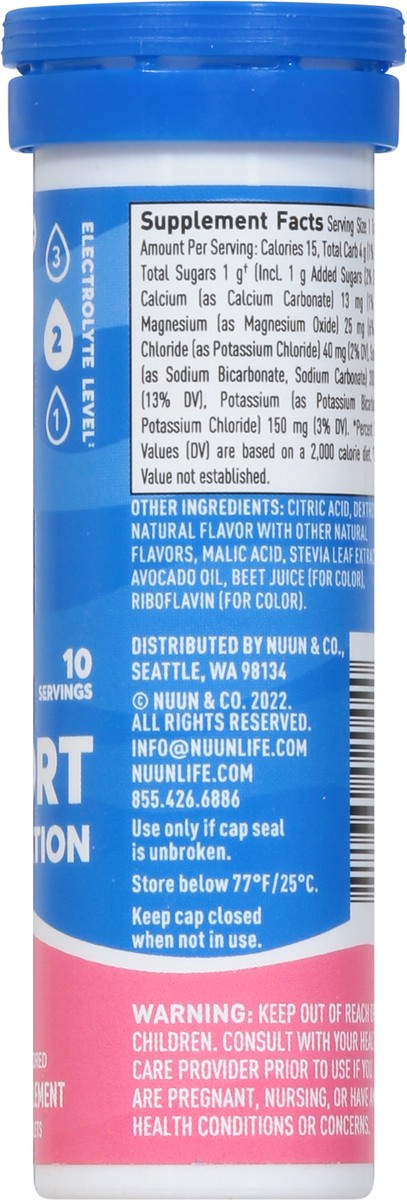 3
2
1
ELECTROLYTE LEVEL‡
10
SERVINGS
Supplement Facts Serving Size 1
Amount Per Serving: Calories 15, Total Carb 4 g
Total Sugars 1 g† (Incl. 1 g Added Sugars
Calcium (as Calcium Carbonate) 13 mg
Magnesium (as Magnesium Oxide) 25 mg
Chloride (as Potassium Chloride) 40 mg (2% DV),
(as Sodium Bicarbonate, Sodium Carbonate)
(13% DV), Potassium (as Potassium
Potassium Chloride) 150 mg (3% DV). *Percent
Values (DV) are based on a 2,000 calorie diet.
Value not established.
OTHER INGREDIENTS: CITRIC ACID,
NATURAL FLAVOR WITH OTHER NATURAL
FLAVORS, MALIC ACID, STEVIA LEAF
AVOCADO OIL, BEET JUICE (FOR COLOR),
RIBOFLAVIN (FOR COLOR).
DISTRIBUTED BY NUUN & CO.,
SEATTLE, WA 98134
© NUUN & CO. 2022.
ALL RIGHTS RESERVED.
INFO@NUUNLIFE.COM
NUUNLIFE.COM
855.426.6886
Use only if cap seal
is unbroken.
Store below 77°F/25°C.
Keep cap closed
when not in use.
WARNING: KEEP OUT OF REACH
CHILDREN. CONSULT WITH YOUR
CARE PROVIDER PRIOR TO USE IF YOU
ARE PREGNANT, NURSING, OR HAVE
HEALTH CONDITIONS OR CONCERNS.